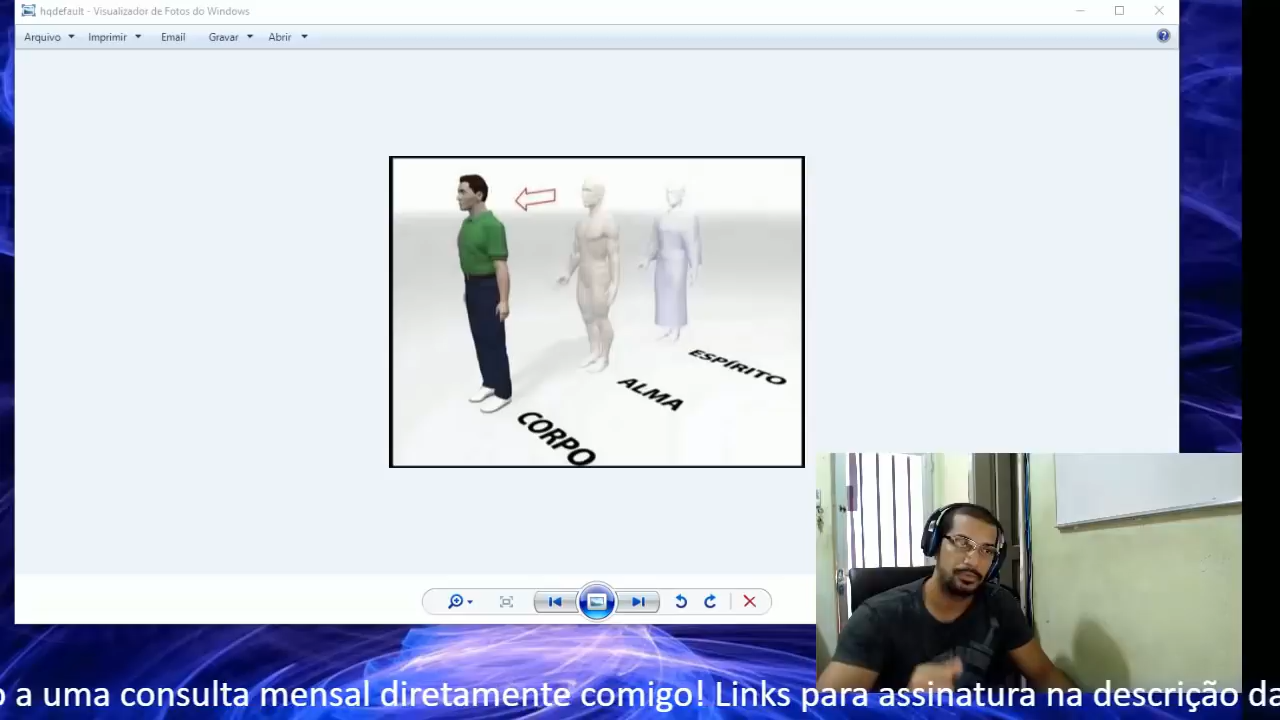 hqdefault - Visualizador de Fotos do Windows
Arquivo Imprimir Email Gravar Abrir
ESPÍRITO
ALMA
CORPO
o a uma consulta mensal diretamente comigo! Links para assinatura na descrição da